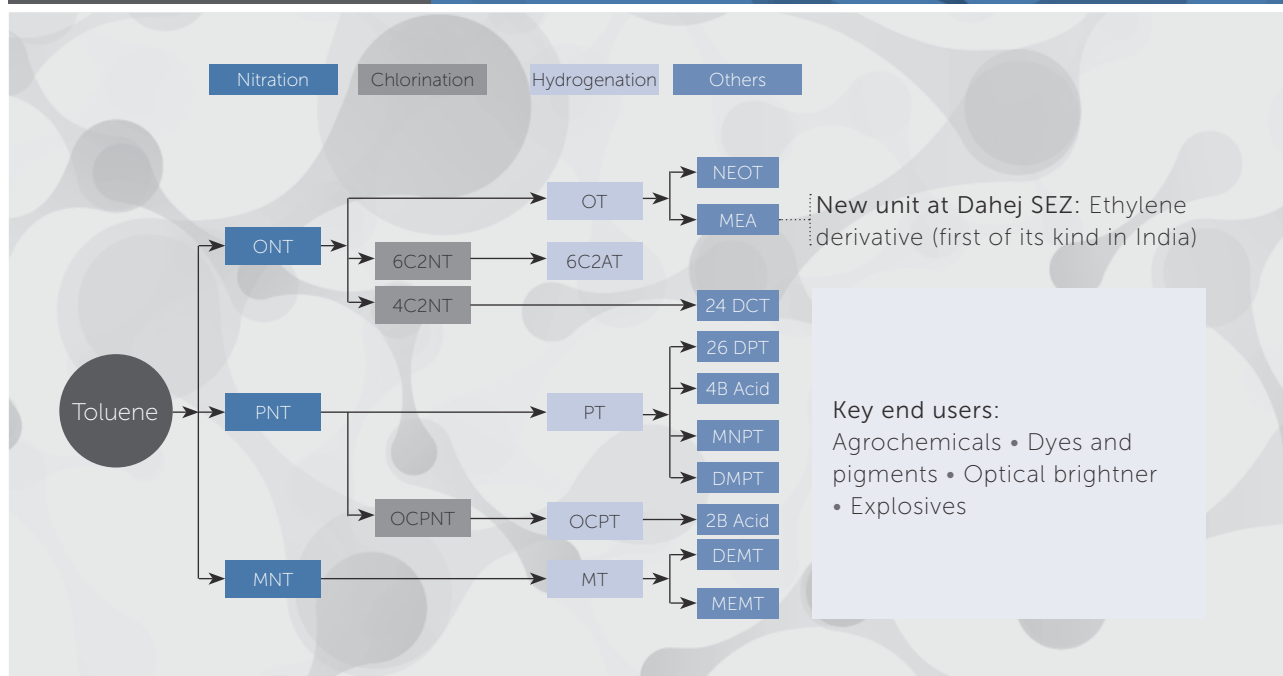 Nitration
Chlorination
Hydrogenation
Others
NEOT
OT
MEA
New unit at Dahej SEZ: Ethylene
derivative (first of its kind in India)
ONT
6C2NT
6C2AT
4C2NT
24 DCT
26 DPT
4B Acid
Toluene
PNT
PT
MNPT
DMPT
Key end users:
Agrochemicals • Dyes and
pigments • Optical brightner
• Explosives
OCPNT
OCPT
2B Acid
DEMT
MNT
MT
MEMT